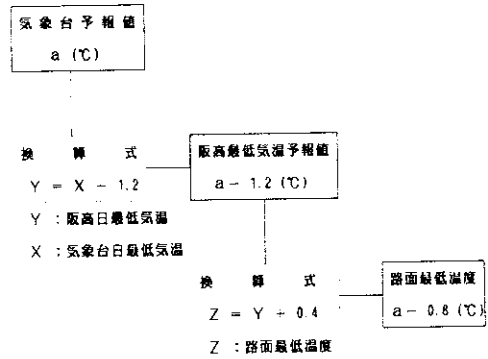 気象台予報値
a (℃)
換算式
Y = X - 1.2
Y:阪高日最低気温
X:気象台日最低気温
阪高最低気温予報値
a - 1.2 (℃)
換算式
Z = Y + 0.4
Z:路面最低温度
路面最低温度
a - 0.8 (℃)